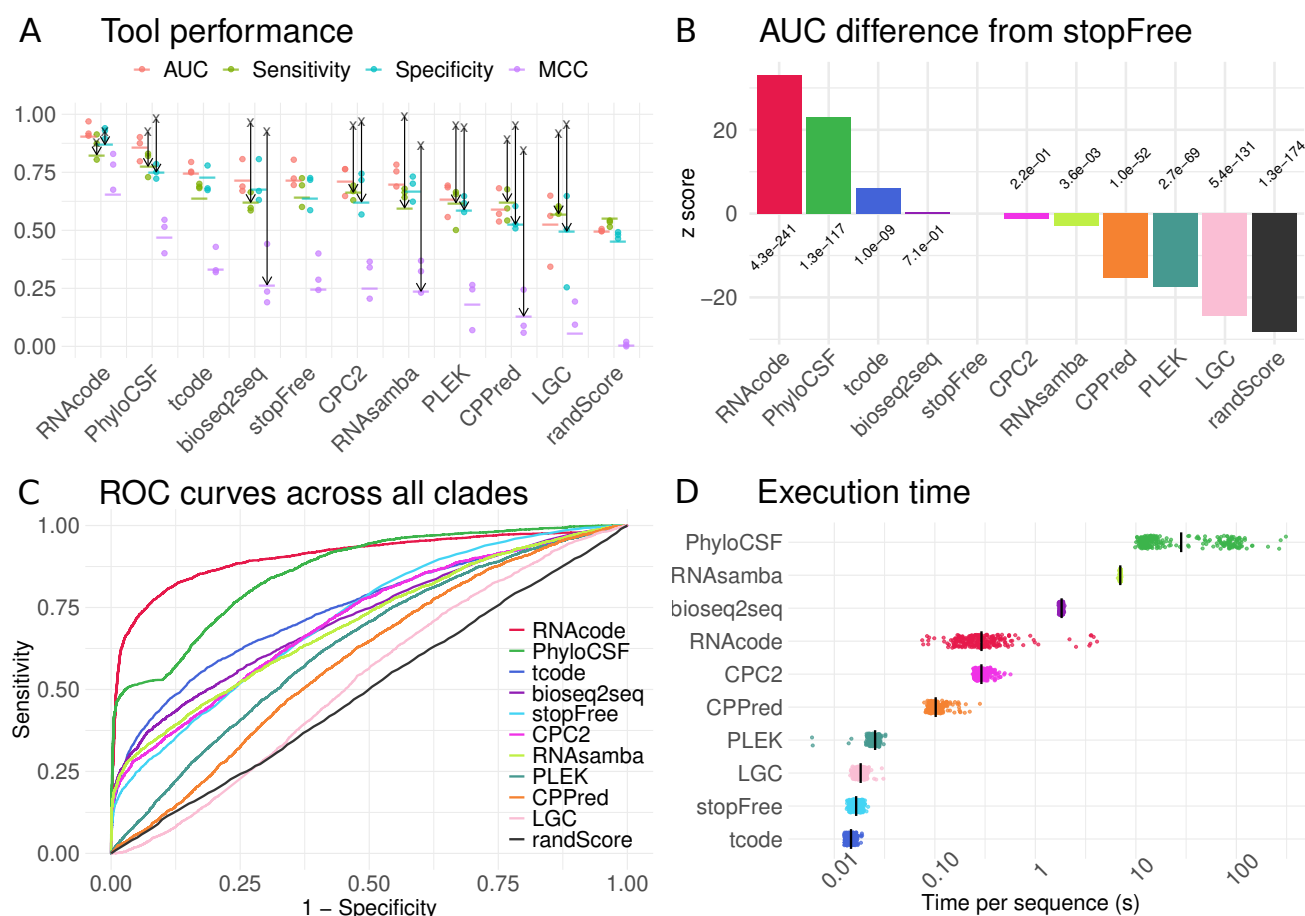 A Tool performance
AUC Sensitivity Specificity MCC
1.00
0.75
0.50
0.25
0.00
RNAcode
PhyloCSF
tcode
bioseq2seq
stopFree
CPC2
RNAsamba
PLEK
CPPred
LGC
randScore
B AUC difference from stopFree
z score
20
0
−20
4.3e−241
1.3e−117
1.0e−09
7.1e−01
2.2e−01
3.6e−03
1.0e−52
2.7e−69
5.4e−131
1.3e−174
RNAcode
PhyloCSF
tcode
bioseq2seq
stopFree
CPC2
RNAsamba
CPPred
PLEK
LGC
randScore
C ROC curves across all clades
Sensitivity
1.00
0.75
0.50
0.25
0.00
RNAcode
PhyloCSF
tcode
bioseq2seq
stopFree
CPC2
RNAsamba
PLEK
CPPred
LGC
randScore
0.00 0.25 0.50 0.75 1.00
1 − Specificity
D Execution time
PhyloCSF
RNAsamba
bioseq2seq
RNAcode
CPC2
CPPred
PLEK
LGC
stopFree
tcode
0.01 0.10 1 10 100
Time per sequence (s)